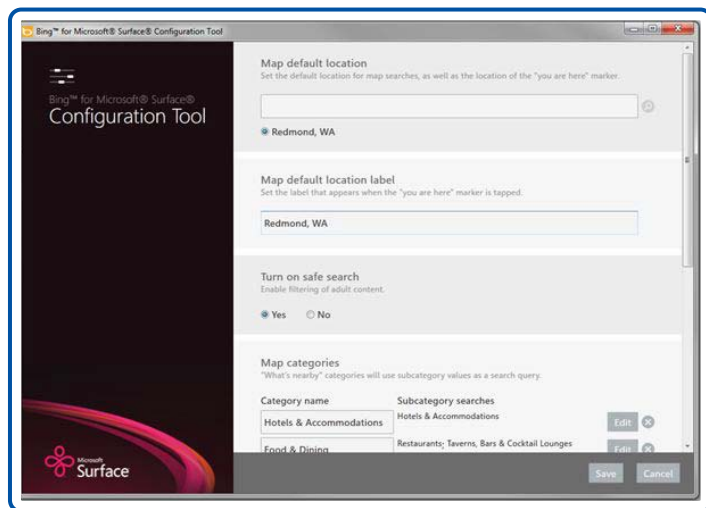 Bing™ for Microsoft® Surface® Configuration Tool
Bing™ for Microsoft® Surface®
Configuration Tool
Map default location
Set the default location for map searches, as well as the location of the "you are here" marker.
Redmond, WA
Map default location label
Set the label that appears when the "you are here" marker is tapped.
Redmond, WA
Turn on safe search
Enable filtering of adult content.
Yes No
Map categories
"What's nearby" categories will use subcategory values as a search query.
Category name Subcategory searches
Hotels & Accommodations Hotels & Accommodations Edit
Food & Dining Restaurants; Taverns, Bars & Cocktail Lounges Edit
Microsoft
Surface
Save Cancel